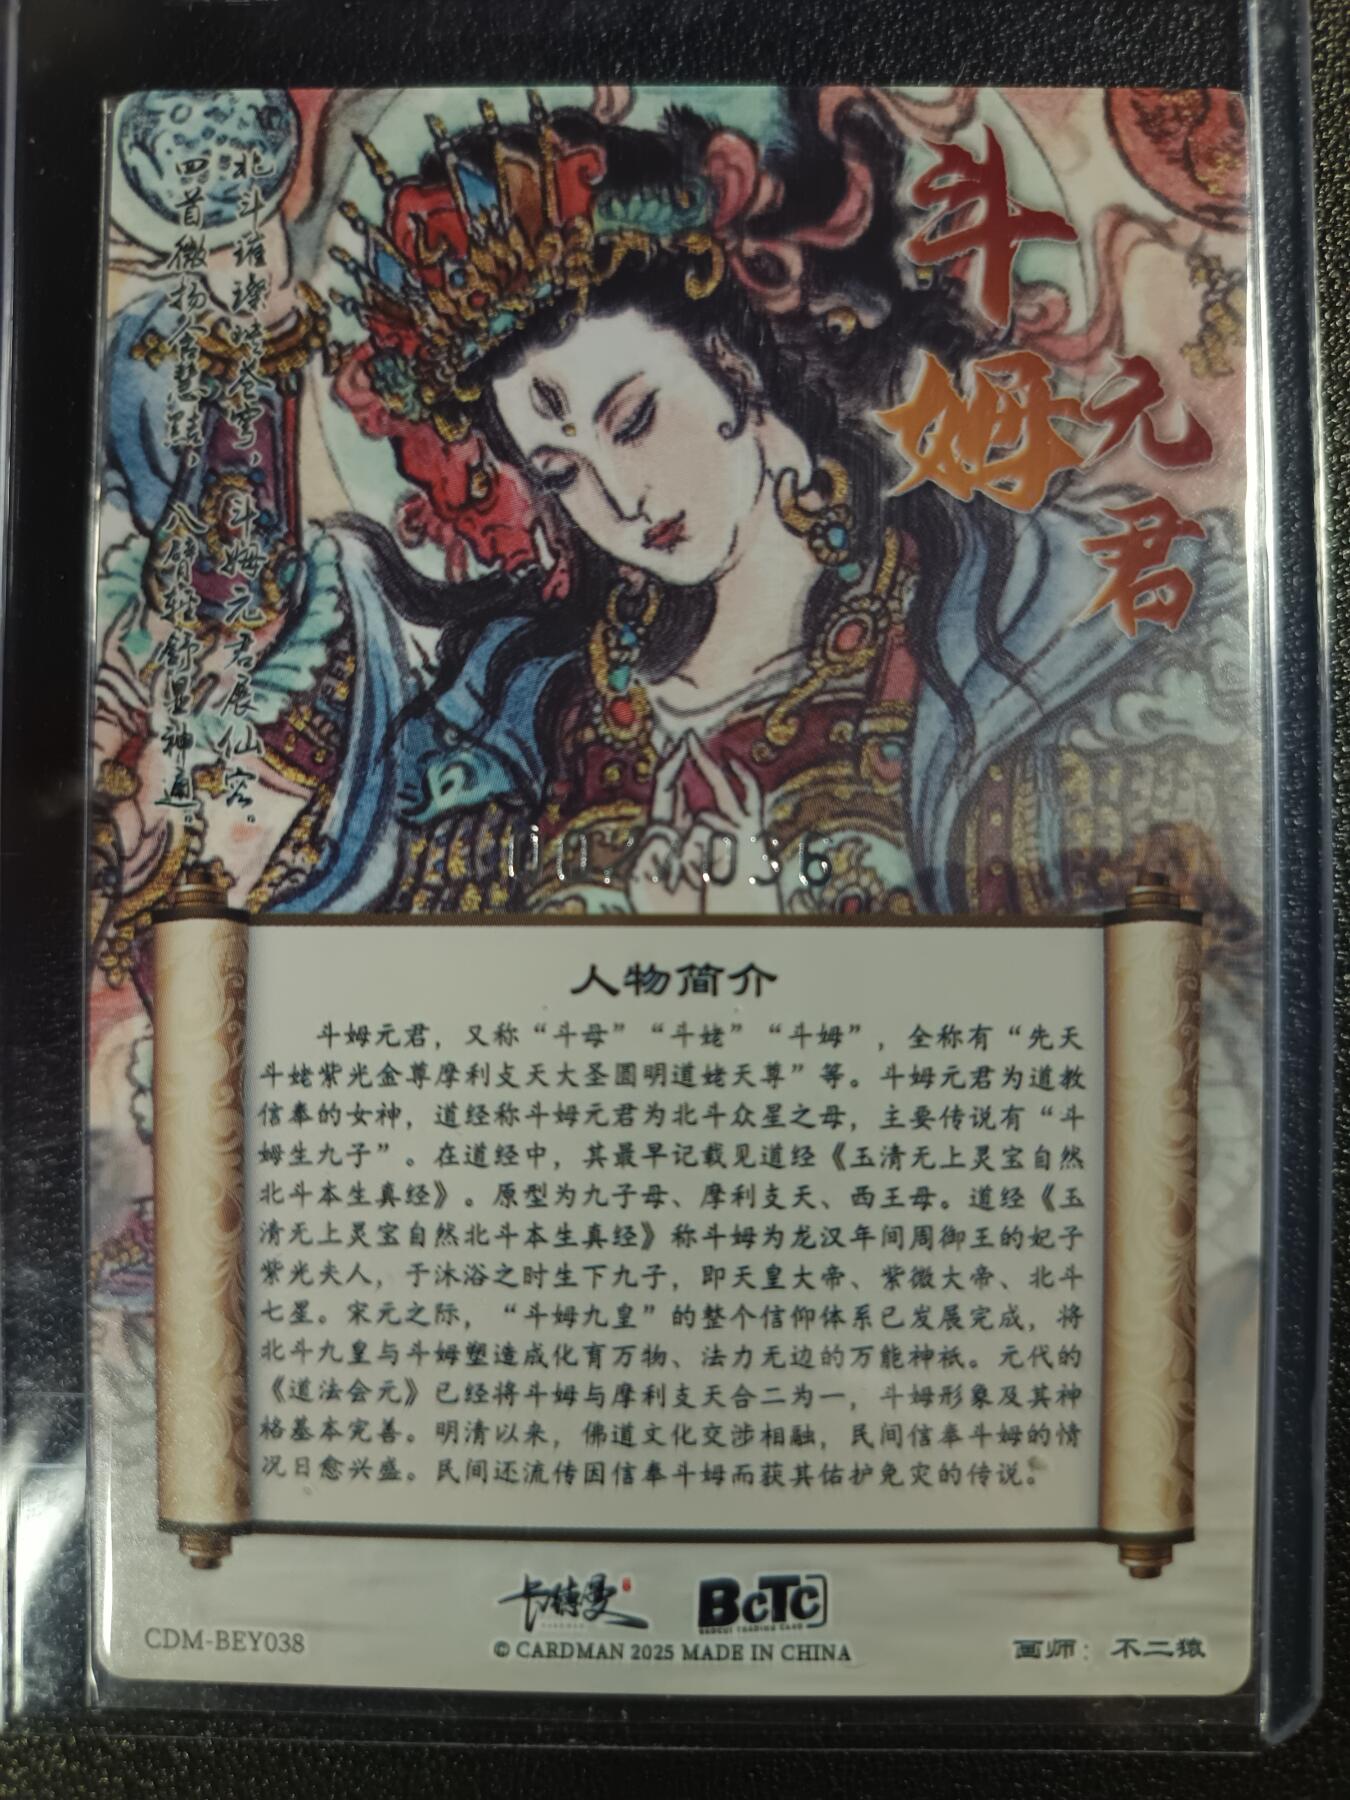 斗姆
元君
北斗璀璨悬苍穹，斗姆元君展仙容。
四首微扬含慧，八臂轻舒显神通。
036
人物简介
斗姆元君，又称“斗母”“斗姥”“斗姆”，全称有“先天
斗姥紫光金尊摩利支天大圣圆明道姥天尊”等。斗姆元君为道教
信奉的女神，道经称斗姆元君为北斗众星之母，主要传说有“斗
姆生九子”。在道经中，其最早记载见道经《玉清无上灵宝自然
北斗本生真经》。原型为九子母、摩利支天、西王母。道经《玉
清无上灵宝自然北斗本生真经》称斗姆为龙汉年间周御王的妃子
紫光夫人，于沐浴之时生下九子，即天皇大帝、紫微大帝、北斗
七星。宋元之际，“斗姆九皇”的整个信仰体系已发展完成，将
北斗九皇与斗姆塑造成化育万物、法力无边的万能神祇。元代的
《道法会元》已经将斗姆与摩利支天合二为一，斗姆形象及其神
格基本完善。明清以来，佛道文化交涉相融，民间信奉斗姆的情
况日愈兴盛。民间还流传因信奉斗姆而获其佑护免灾的传说。
卡德曼
BCTC
CDM-BEY038
© CARDMAN 2025 MADE IN CHINA
画师：不二猿